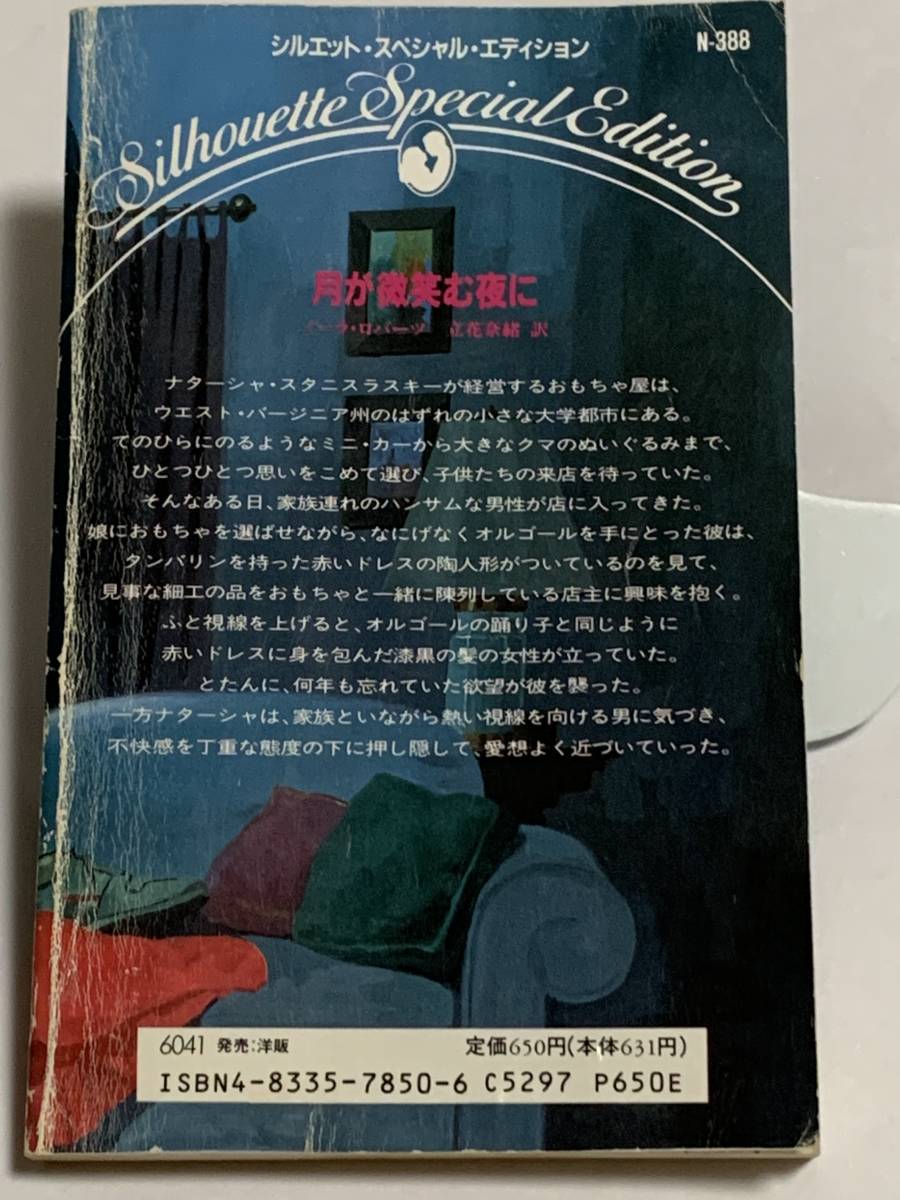 シルエット・スペシャル・エディション
N-388
Silhouette Special Edition
月が微笑む夜に
ノーラ・ロバーツ 立花奈緒 訳
ナターシャ・スタニスラスキーが経営するおもちゃ屋は、
ウエスト・バージニア州のはずれの小さな大学都市にある。
てのひらにのるようなミニ・カーから大きなクマのぬいぐるみまで、
ひとつひとつ思いをこめて選び、子供たちの来店を待っていた。
そんなある日、家族連れのハンサムな男性が店に入ってきた。
娘におもちゃを選ばせながら、なにげなくオルゴールを手にとった彼は、
タンバリンを持った赤いドレスの陶人形がついているのを見て、
見事な細工の品をおもちゃと一緒に陳列している店主に興味を抱く。
ふと視線を上げると、オルゴールの踊り子と同じように
赤いドレスに身を包んだ漆黒の髪の女性が立っていた。
とたんに、何年も忘れていた欲望が彼を襲った。
一方ナターシャは、家族といながら熱い視線を向ける男に気づき、
不快感を丁重な態度の下に押し隠して、愛想よく近づいていった。
6041 発売:洋販 定価650円(本体631円)
ISBN4-8335-7850-6 C5297 P650E